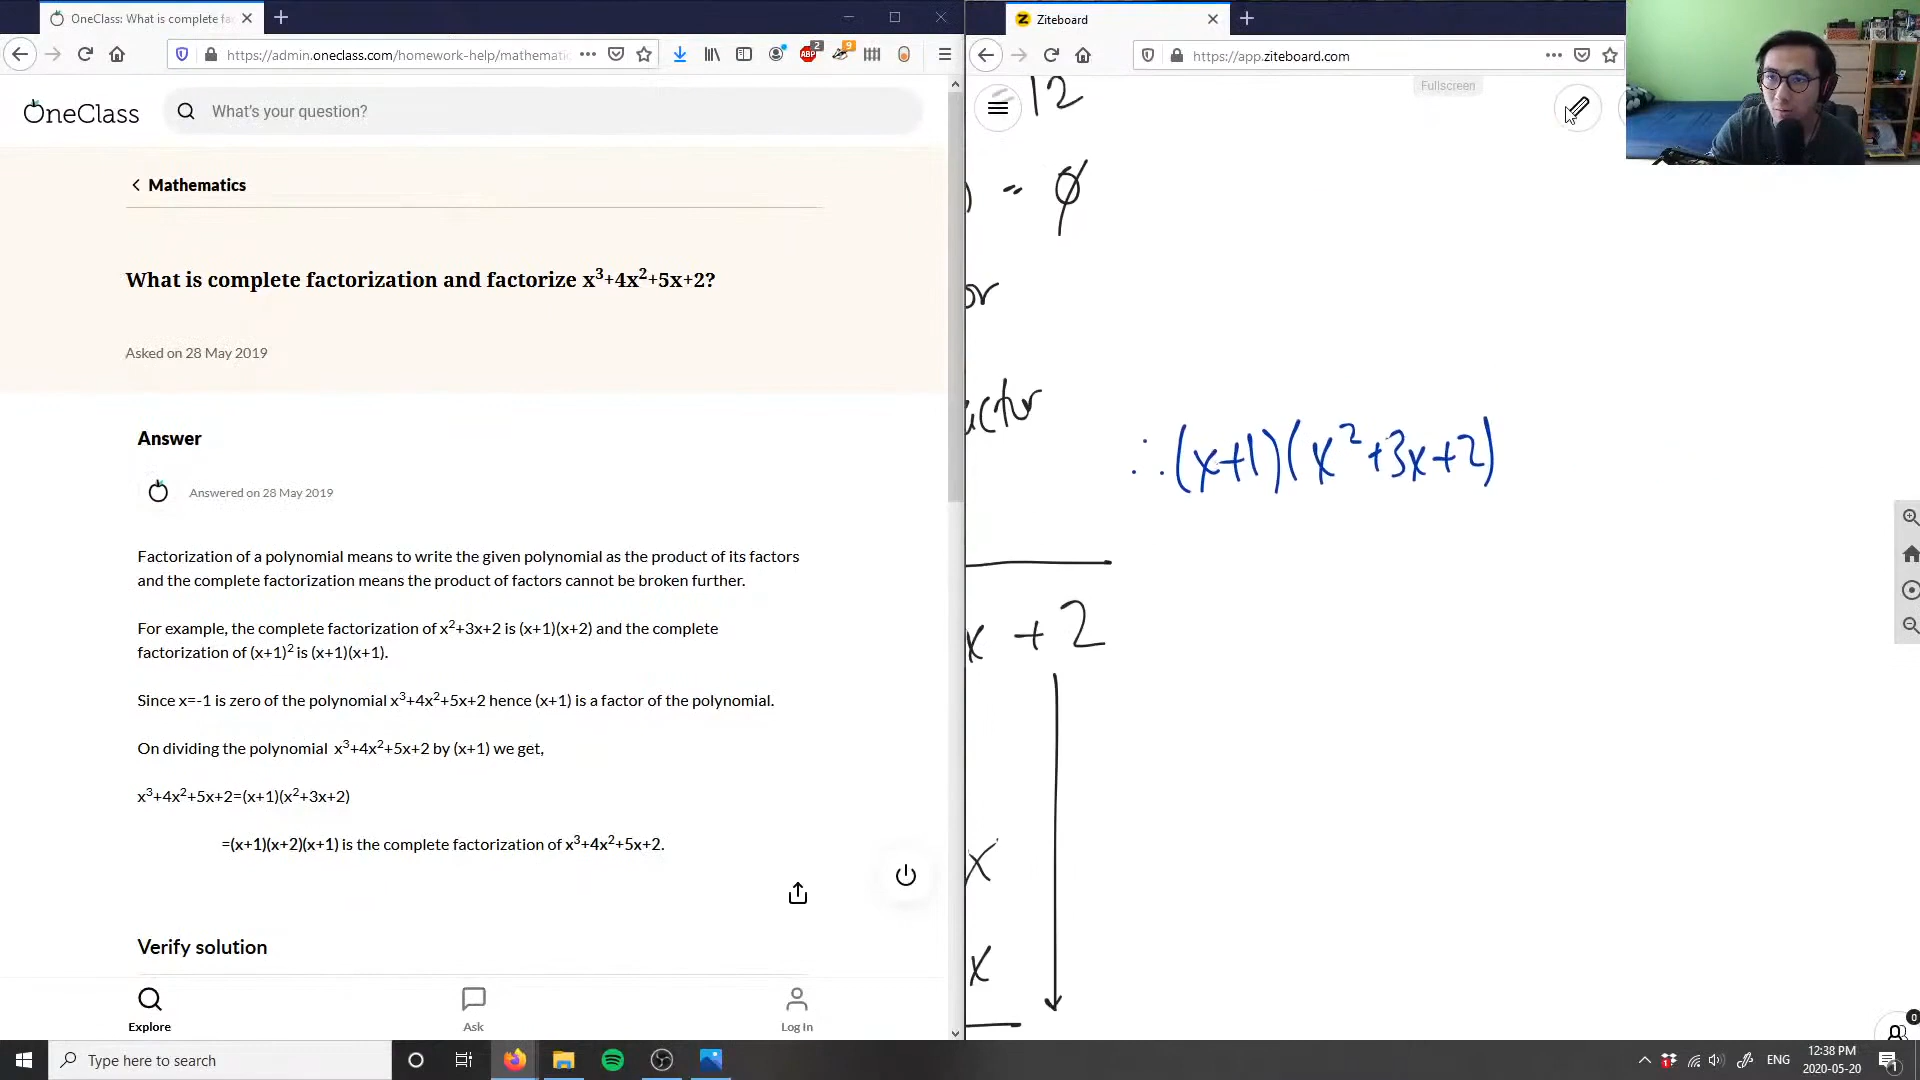 OneClass: What is complete fa
Ziteboard
https://admin.oneclass.com/homework-help/mathematic
2
9
https://app.ziteboard.com
Fullscreen
OneClass
What's your question?
Mathematics
What is complete factorization and factorize x³+4x²+5x+2?
Asked on 28 May 2019
Answer
Answered on 28 May 2019
Factorization of a polynomial means to write the given polynomial as the product of its factors
and the complete factorization means the product of factors cannot be broken further.
For example, the complete factorization of x²+3x+2 is (x+1)(x+2) and the complete
factorization of (x+1)² is (x+1)(x+1).
Since x=-1 is zero of the polynomial x³+4x²+5x+2 hence (x+1) is a factor of the polynomial.
On dividing the polynomial x³+4x²+5x+2 by (x+1) we get,
x³+4x²+5x+2=(x+1)(x²+3x+2)
=(x+1)(x+2)(x+1) is the complete factorization of x³+4x²+5x+2.
Verify solution
Explore
Ask
Log In
12
) = 0
or
actor
∴ (x+1)(x²+3x+2)
x + 2
x
x
0
Type here to search
ENG
12:38 PM
2020-05-20
1